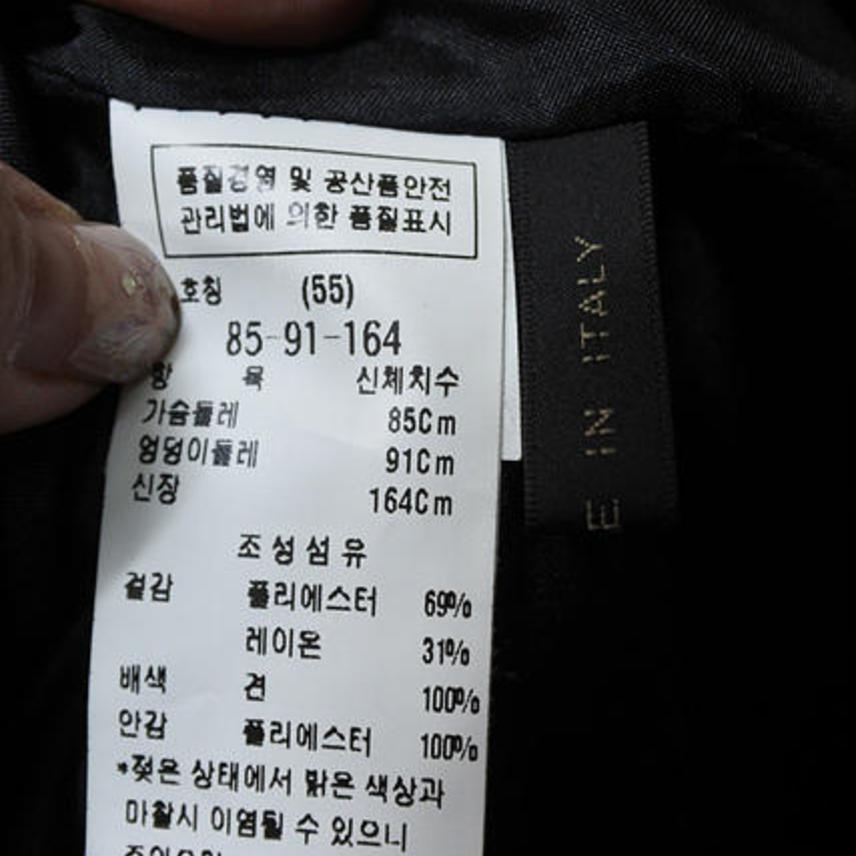 품질경영 및 공산품안전
관리법에 의한 품질표시
호칭 (55)
85-91-164
항 목 신체치수
가슴둘레 85Cm
엉덩이둘레 91Cm
신장 164Cm
조성섬유
겉감 폴리에스터 69%
레이온 31%
배색 견 100%
안감 폴리에스터 100%
*젖은 상태에서 밝은 색상과
마찰시 이염될 수 있으니
E IN ITALY